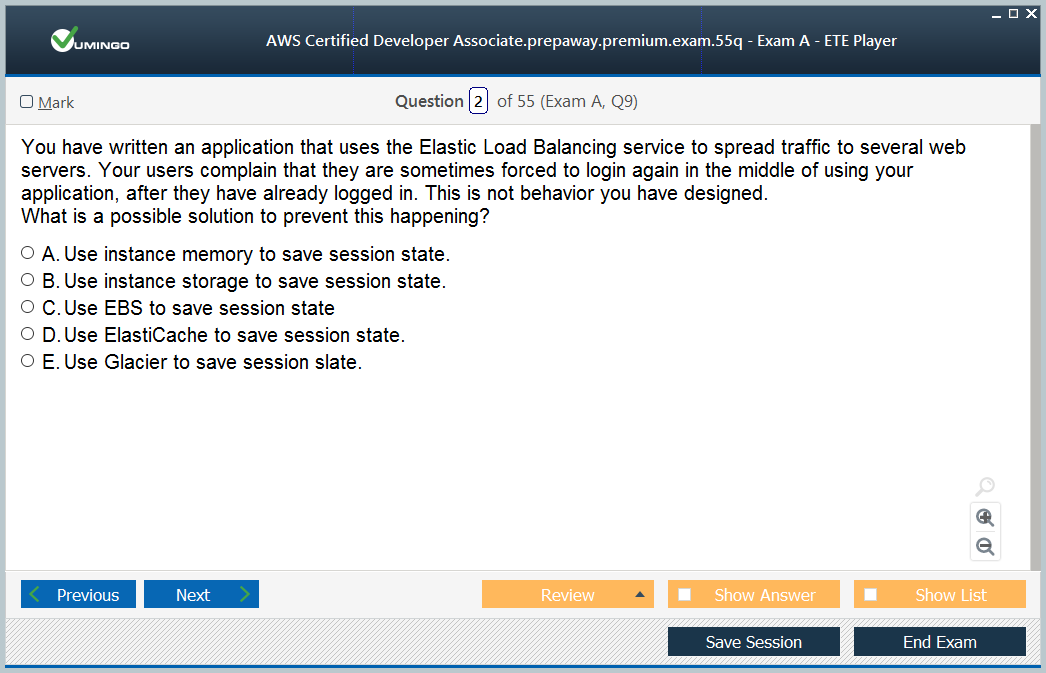 VUMINGO
AWS Certified Developer Associate.prepaway.premium.exam.55q - Exam A - ETE Player
Mark
Question 2 of 55 (Exam A, Q9)
You have written an application that uses the Elastic Load Balancing service to spread traffic to several web
servers. Your users complain that they are sometimes forced to login again in the middle of using your
application, after they have already logged in. This is not behavior you have designed.
What is a possible solution to prevent this happening?
A. Use instance memory to save session state.
B. Use instance storage to save session state.
C. Use EBS to save session state
D. Use ElastiCache to save session state.
E. Use Glacier to save session slate.
Previous
Next
Review
Show Answer
Show List
Save Session
End Exam